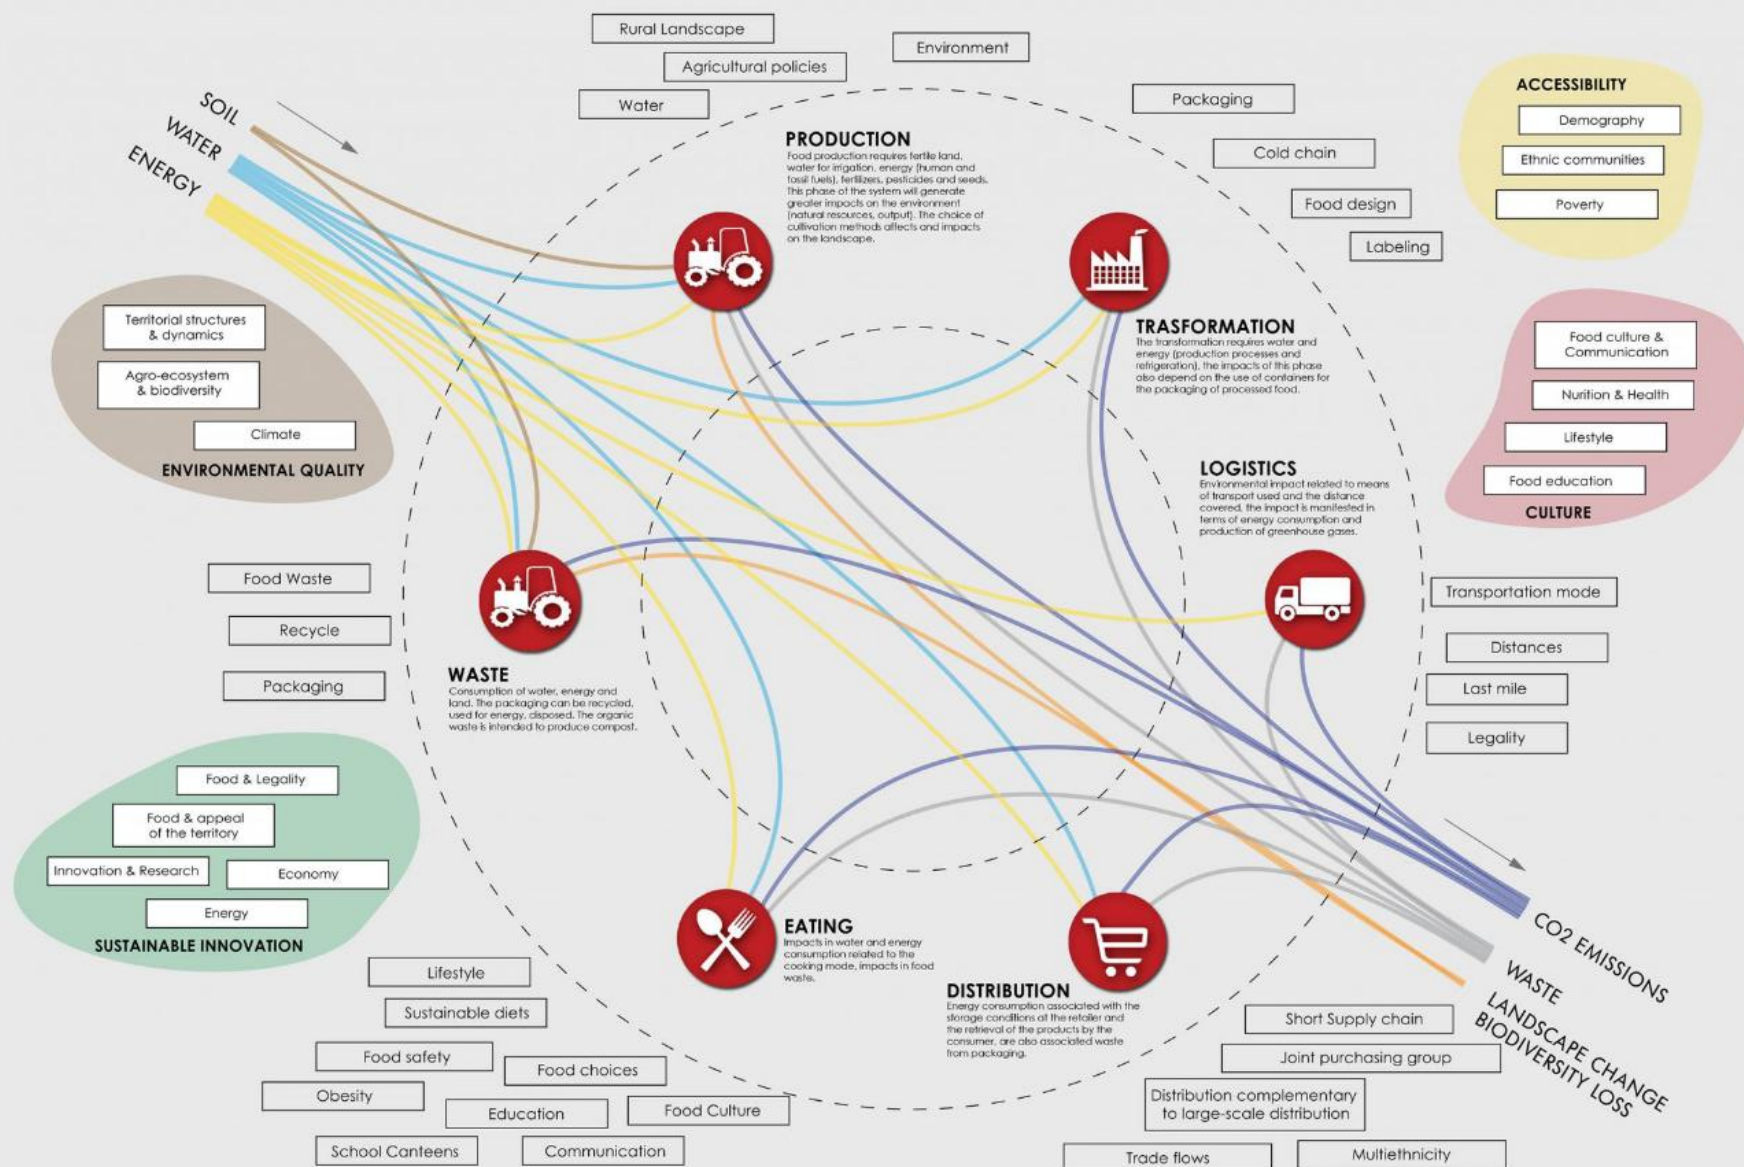 Rural Landscape
Agricultural policies
Water
Environment
Packaging
Cold chain
Food design
Labeling
SOIL
WATER
ENERGY
PRODUCTION
Food production requires fertile land,
water for irrigation, energy (human and
fossil fuels), fertilizers, pesticides and seeds.
This phase of the system will generate
greater impacts on the environment
(natural resources, output). The choice of
cultivation methods affects and impacts
on the landscape.
ACCESSIBILITY
Demography
Ethnic communities
Poverty
Territorial structures
& dynamics
Agro-ecosystem
& biodiversity
Climate
ENVIRONMENTAL QUALITY
TRASFORMATION
The transformation requires water and
energy (production processes and
refrigeration), the impacts of this phase
also depend on the use of containers for
the packaging of processed food.
Food culture &
Communication
Nurition & Health
Lifestyle
Food education
CULTURE
LOGISTICS
Environmental impact related to means
of transport used and the distance
covered, the impact is manifested in
terms of energy consumption and
production of greenhouse gases.
Food Waste
Recycle
Packaging
WASTE
Consumption of water, energy and
land. The packaging can be recycled,
used for energy, disposed. The organic
waste is intended to produce compost.
Transportation mode
Distances
Last mile
Legality
Food & Legality
Food & appeal
of the territory
Innovation & Research
Economy
Energy
SUSTAINABLE INNOVATION
EATING
Impacts in water and energy
consumption related to the
cooking mode, impacts in food
waste.
DISTRIBUTION
Energy consumption associated with the
storage conditions at the retailer and
the retrieval of the products by the
consumer, are also associated waste
from packaging.
CO2 EMISSIONS
WASTE
LANDSCAPE CHANGE
BIODIVERSITY LOSS
Lifestyle
Sustainable diets
Food safety
Food choices
Obesity
Education
Food Culture
School Canteens
Communication
Short Supply chain
Joint purchasing group
Distribution complementary
to large-scale distribution
Trade flows
Multiethnicity